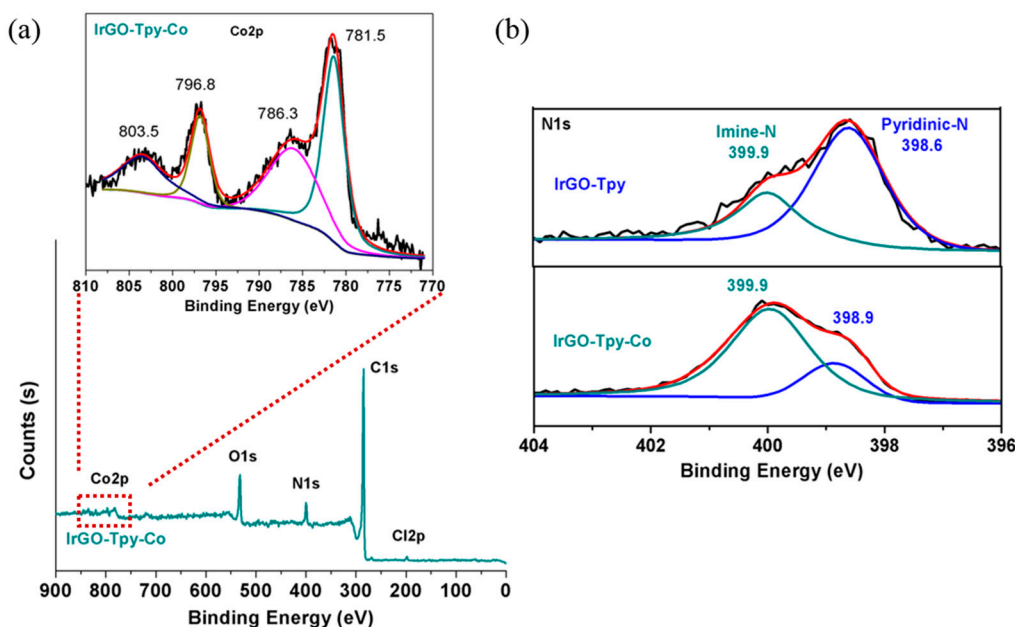 (a)
IrGO-Tpy-Co
Co2p
781.5
796.8
786.3
803.5
810 805 800 795 790 785 780 775 770
Binding Energy (eV)
C1s
O1s
N1s
Co2p
Cl2p
IrGO-Tpy-Co
Counts (s)
900 800 700 600 500 400 300 200 100 0
Binding Energy (eV)
(b)
N1s
Imine-N
399.9
Pyridinic-N
398.6
IrGO-Tpy
399.9
398.9
IrGO-Tpy-Co
404 402 400 398 396
Binding Energy (eV)